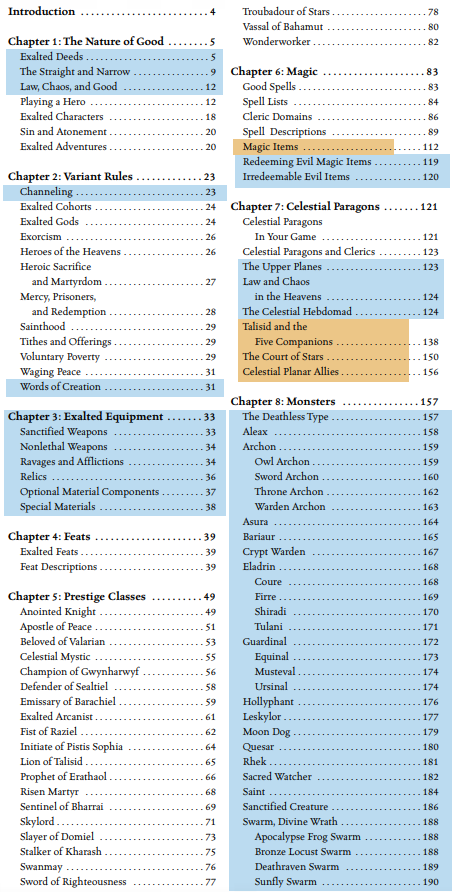 Introduction ................................ 4
Chapter 1: The Nature of Good ........ 5
Exalted Deeds ................................ 5
The Straight and Narrow ................ 9
Law, Chaos, and Good .................. 12
Playing a Hero ............................ 12
Exalted Characters ...................... 18
Sin and Atonement ...................... 20
Exalted Adventures ...................... 20
Chapter 2: Variant Rules .............. 23
Channeling ................................ 23
Exalted Cohorts .......................... 24
Exalted Gods .............................. 24
Exorcism .................................... 26
Heroes of the Heavens .................. 26
Heroic Sacrifice
and Martyrdom .......................... 27
Mercy, Prisoners,
and Redemption ........................ 28
Sainthood .................................. 29
Tithes and Offerings .................... 29
Voluntary Poverty ........................ 29
Waging Peace .............................. 31
Words of Creation ........................ 31
Chapter 3: Exalted Equipment ....... 33
Sanctified Weapons ...................... 33
Nonlethal Weapons ...................... 34
Ravages and Afflictions ................ 34
Relics ........................................ 36
Optional Material Components ...... 37
Special Materials ........................ 38
Chapter 4: Feats ........................ 39
Exalted Feats .............................. 39
Feat Descriptions ........................ 39
Chapter 5: Prestige Classes .......... 49
Anointed Knight .......................... 49
Apostle of Peace .......................... 51
Beloved of Valarian ...................... 53
Celestial Mystic .......................... 55
Champion of Gwynharwyf ............ 56
Defender of Sealtiel .................... 58
Emissary of Barachiel .................. 59
Exalted Arcanist .......................... 61
Fist of Raziel .............................. 62
Initiate of Pistis Sophia ................ 64
Lion of Talisid ............................ 65
Prophet of Erathaol ...................... 66
Risen Martyr .............................. 68
Sentinel of Bharrai ...................... 69
Skylord ...................................... 71
Slayer of Domiel .......................... 73
Stalker of Kharash ........................ 75
Swanmay .................................... 76
Sword of Righteousness ................ 77
Troubadour of Stars ...................... 78
Vassal of Bahamut ........................ 80
Wonderworker ............................ 82
Chapter 6: Magic ........................ 83
Good Spells ................................ 83
Spell Lists .................................. 84
Cleric Domains ............................ 86
Spell Descriptions ........................ 89
Magic Items .............................. 112
Redeeming Evil Magic Items ........ 119
Irredeemable Evil Items .............. 120
Chapter 7: Celestial Paragons ....... 121
Celestial Paragons
In Your Game .......................... 121
Celestial Paragons and Clerics ...... 123
The Upper Planes ........................ 123
Law and Chaos
in the Heavens ........................ 124
The Celestial Hebdomad .............. 124
Talisid and the
Five Companions ...................... 138
The Court of Stars ...................... 150
Celestial Planar Allies .................. 156
Chapter 8: Monsters .................. 157
The Deathless Type .................... 157
Aleax ...................................... 158
Archon .................................... 159
Owl Archon .............................. 159
Sword Archon .......................... 160
Throne Archon .......................... 162
Warden Archon ........................ 163
Asura ...................................... 164
Bariaur .................................... 165
Crypt Warden ............................ 167
Eladrin .................................... 168
Coure .................................... 168
Firre ...................................... 169
Shiradi .................................... 170
Tulani .................................... 171
Guardinal ................................ 172
Equinal .................................. 173
Musteval ................................ 174
Ursinal .................................. 174
Hollyphant .............................. 176
Leskylor .................................. 177
Moon Dog ................................ 179
Quesar .................................... 180
Rhek ...................................... 181
Sacred Watcher .......................... 182
Saint ...................................... 184
Sanctified Creature .................... 186
Swarm, Divine Wrath .................. 188
Apocalypse Frog Swarm .............. 188
Bronze Locust Swarm ................ 188
Deathraven Swarm .................... 189
Sunfly Swarm .......................... 190